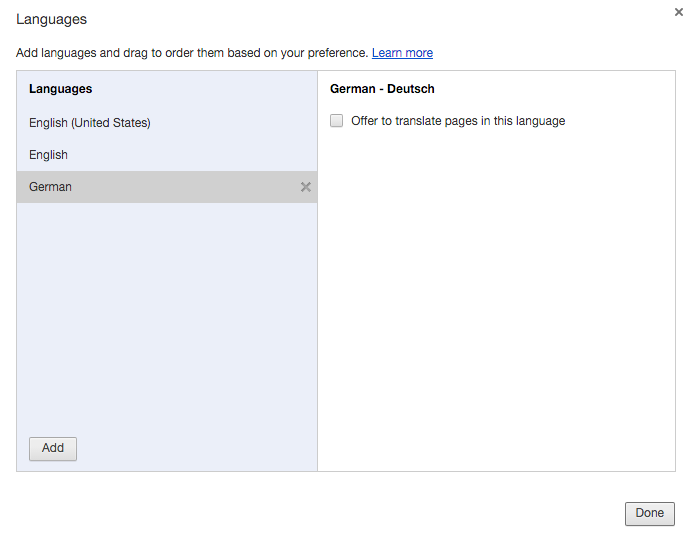 Languages
Add languages and drag to order them based on your preference. Learn more
Languages
English (United States)
English
German
Add
German - Deutsch
Offer to translate pages in this language
Done